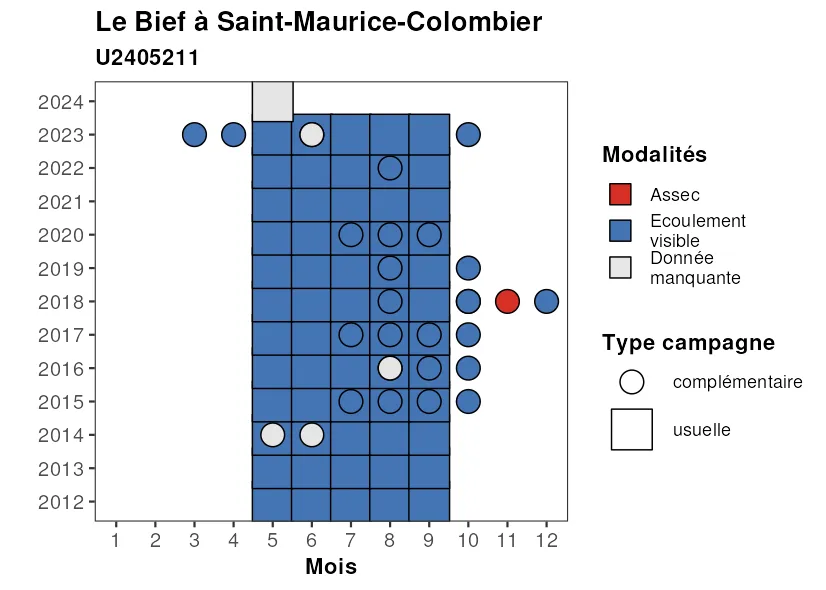 Le Bief à Saint-Maurice-Colombier
U2405211
2024
2023
2022
2021
2020
2019
2018
2017
2016
2015
2014
2013
2012
1 2 3 4 5 6 7 8 9 10 11 12
Mois
Modalités
Assec
Ecoulement
visible
Donnée
manquante
Type campagne
complémentaire
usuelle